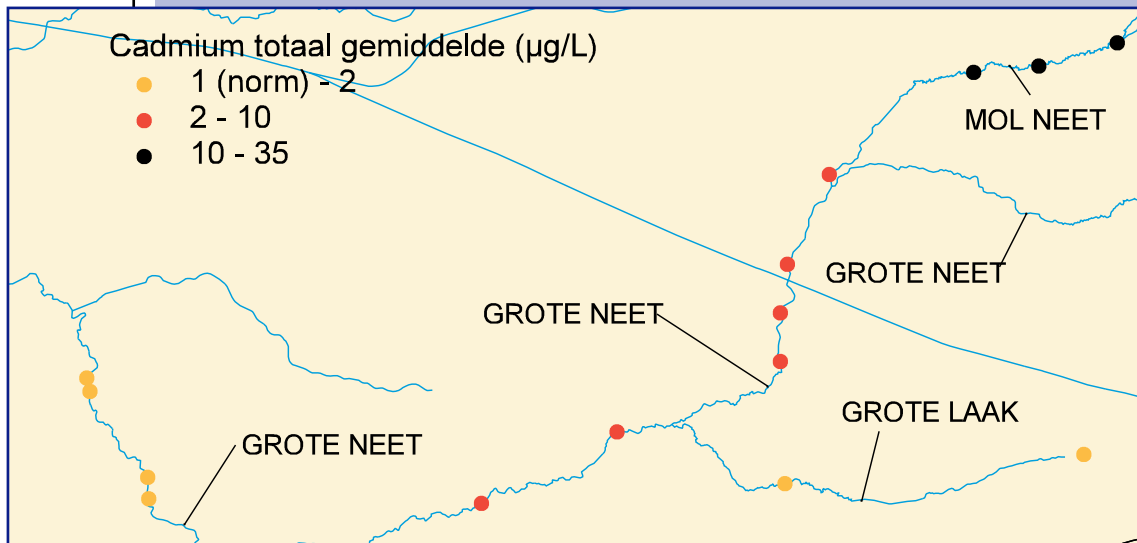 Cadmium totaal gemiddelde (µg/L)
1 (norm) - 2
2 - 10
10 - 35
MOL NEET
GROTE NEET
GROTE NEET
GROTE LAAK
GROTE NEET